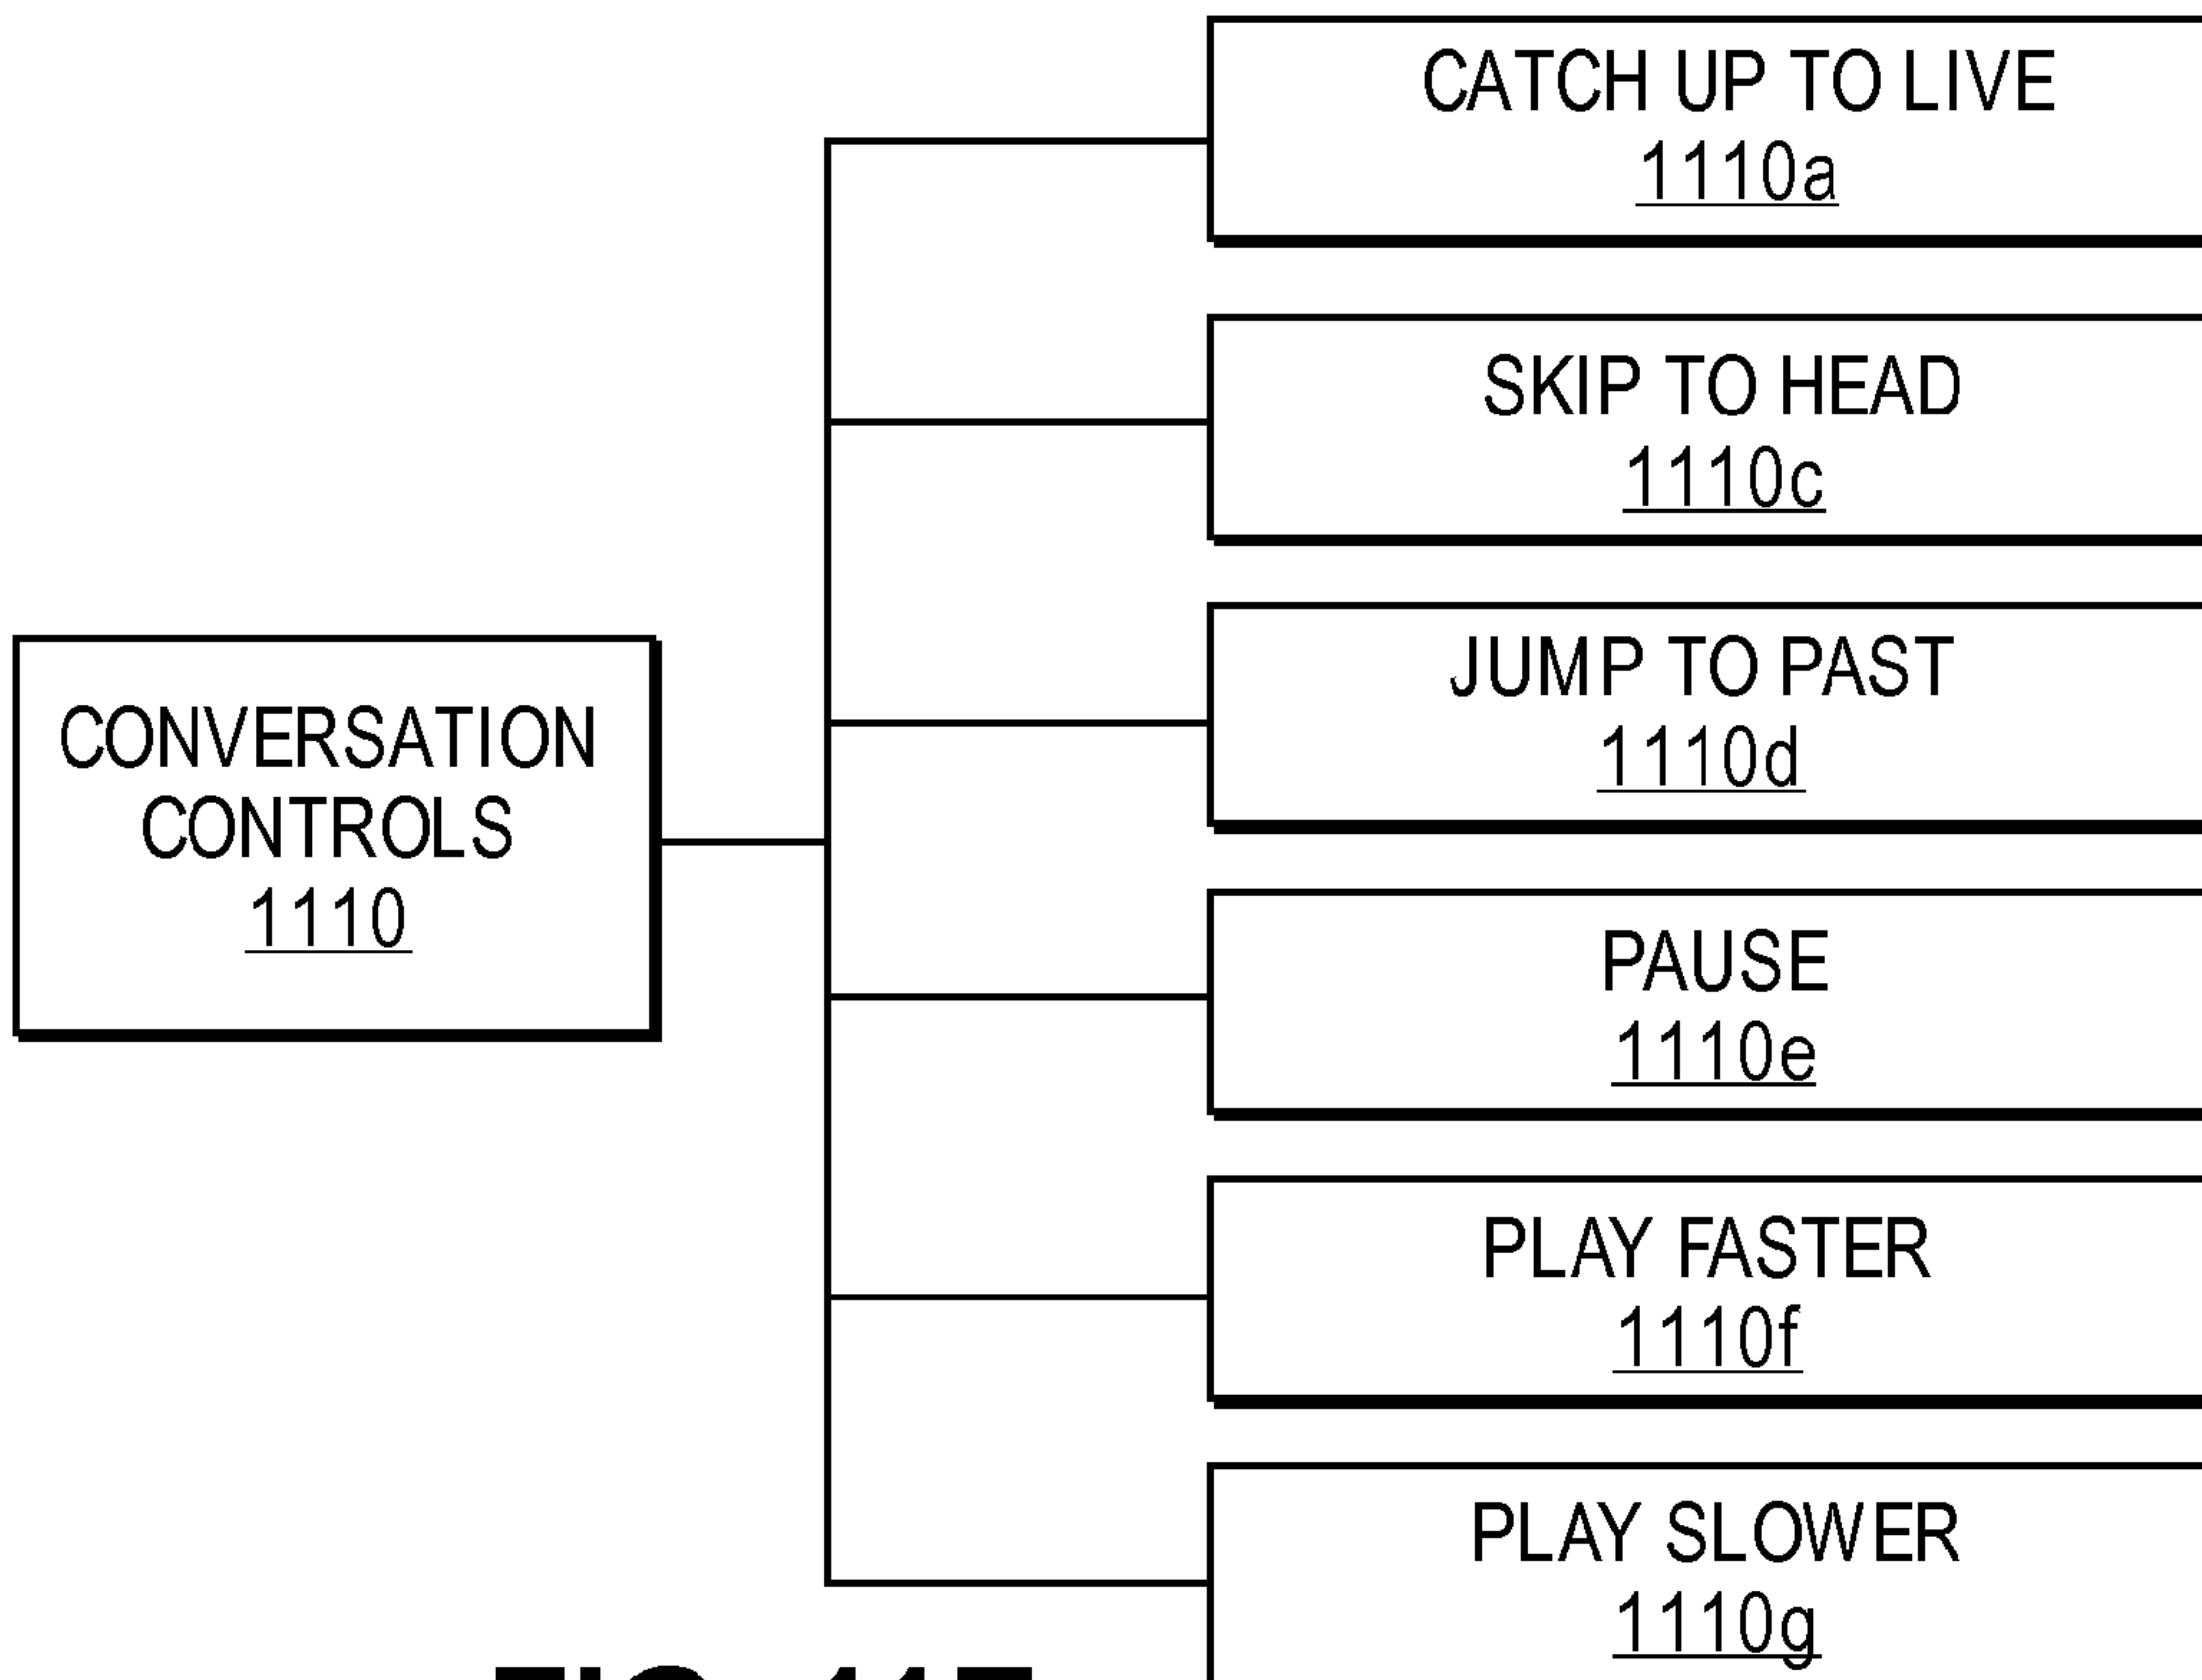 CATCH UP TO LIVE
1110a
SKIP TO HEAD
1110c
JUMP TO PAST
1110d
CONVERSATION
CONTROLS
1110
PAUSE
1110e
PLAY FASTER
1110f
PLAY SLOWER
1110g